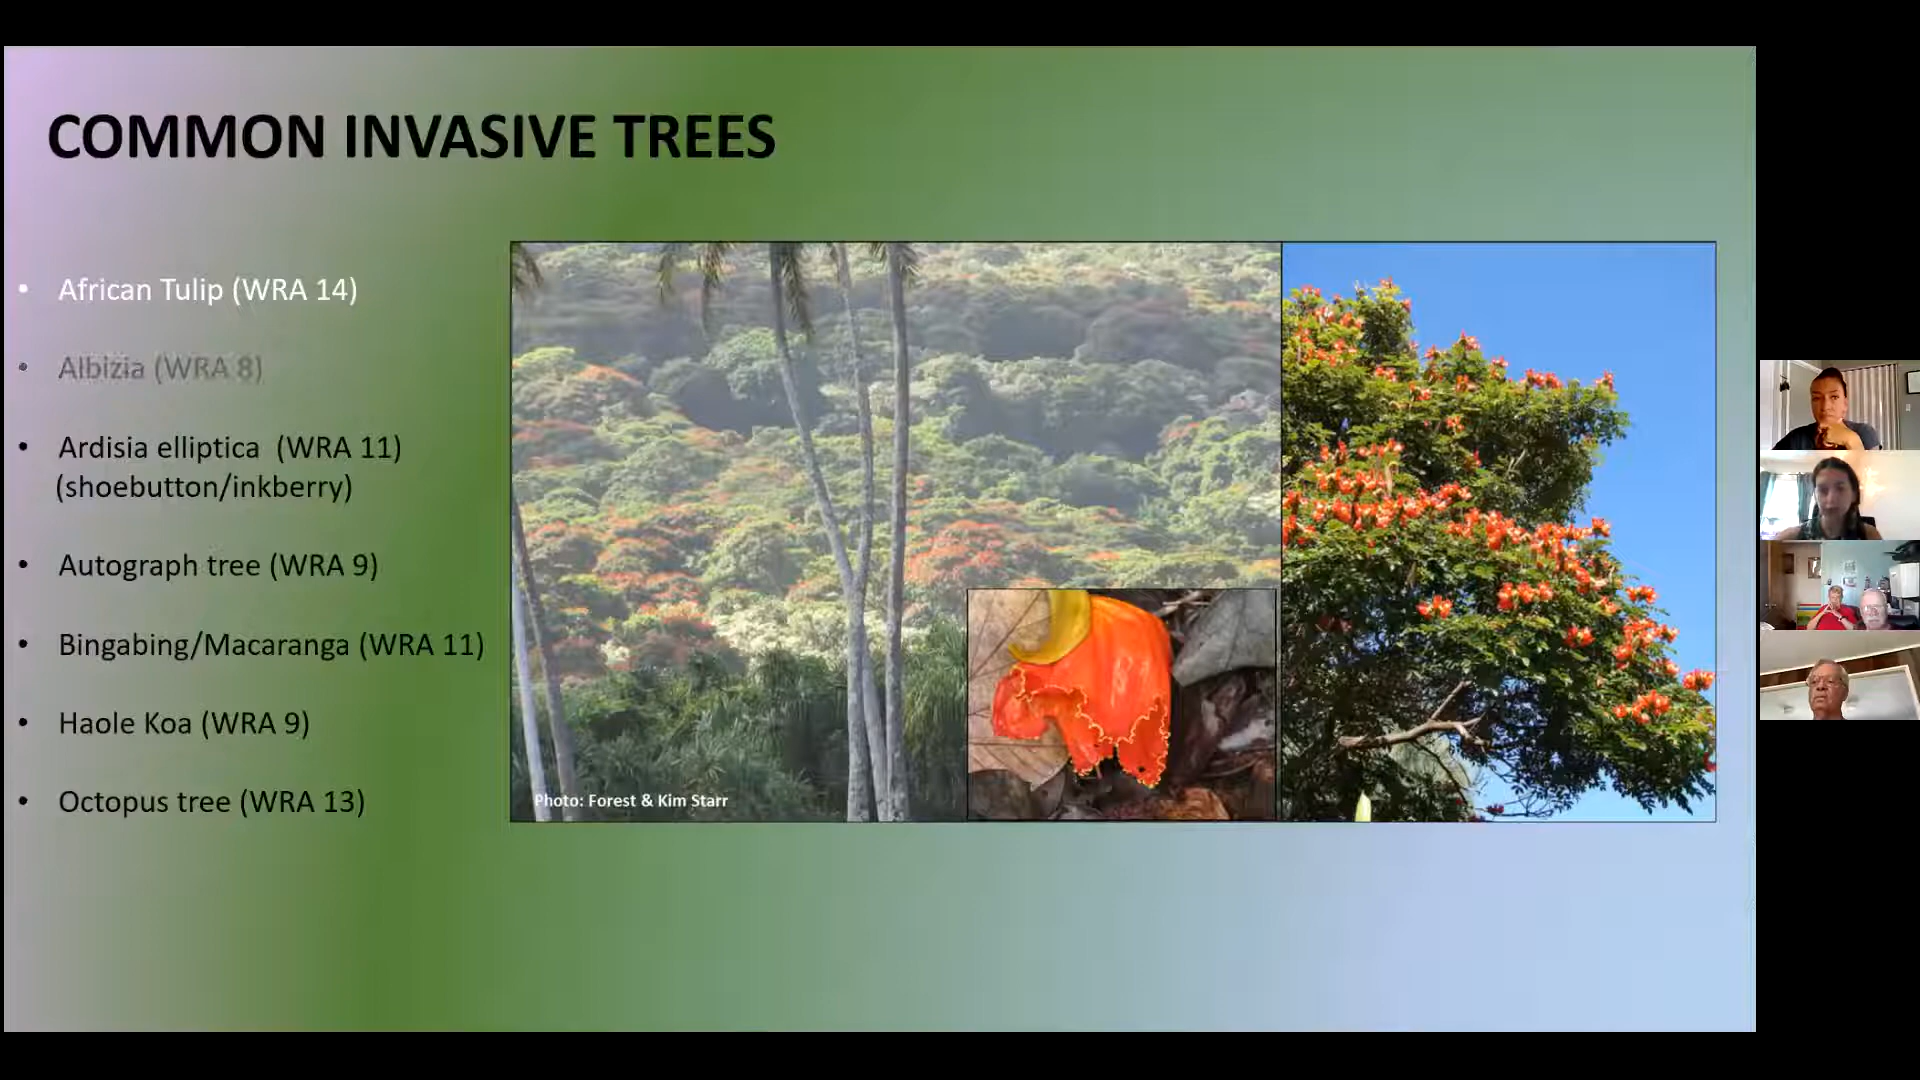 COMMON INVASIVE TREES
• African Tulip (WRA 14)
• Albizia (WRA 8)
• Ardisia elliptica (WRA 11)
(shoebutton/inkberry)
• Autograph tree (WRA 9)
• Bingabing/Macaranga (WRA 11)
• Haole Koa (WRA 9)
• Octopus tree (WRA 13)
Photo: Forest & Kim Starr